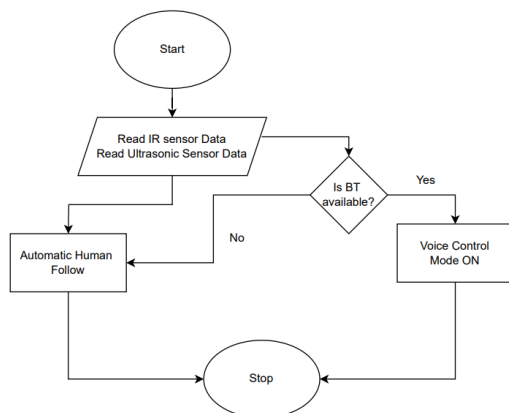 Start
Read IR sensor Data
Read Ultrasonic Sensor Data
Is BT
available?
Yes
No
Automatic Human
Follow
Voice Control
Mode ON
Stop